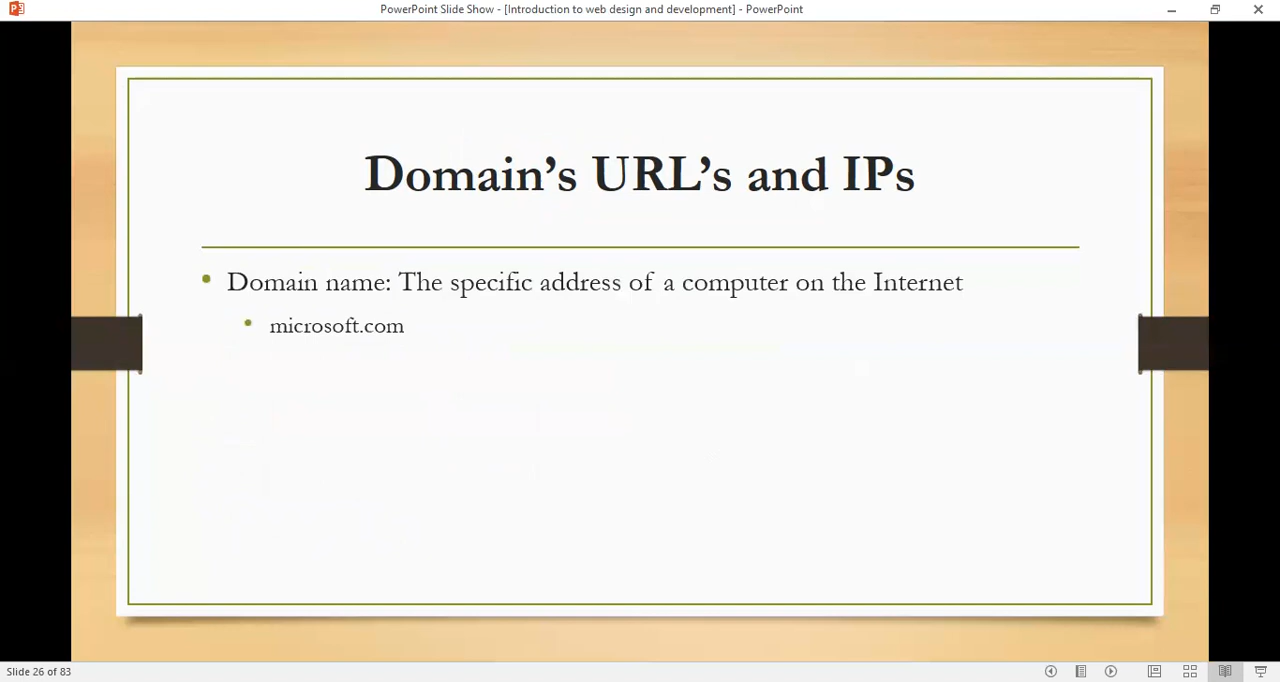 PowerPoint Slide Show - [Introduction to web design and development] - PowerPoint
Domain’s URL’s and IPs
• Domain name: The specific address of a computer on the Internet
• microsoft.com
Slide 26 of 83